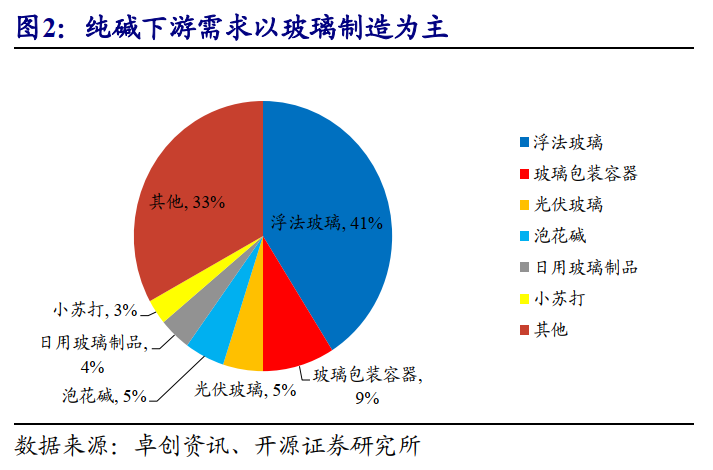 图2：纯碱下游需求以玻璃制造为主
其他, 33%
浮法玻璃, 41%
小苏打, 3%
日用玻璃制品,
4%
泡花碱, 5%
光伏玻璃, 5%
玻璃包装容器,
9%
浮法玻璃
玻璃包装容器
光伏玻璃
泡花碱
日用玻璃制品
小苏打
其他
数据来源：卓创资讯、开源证券研究所